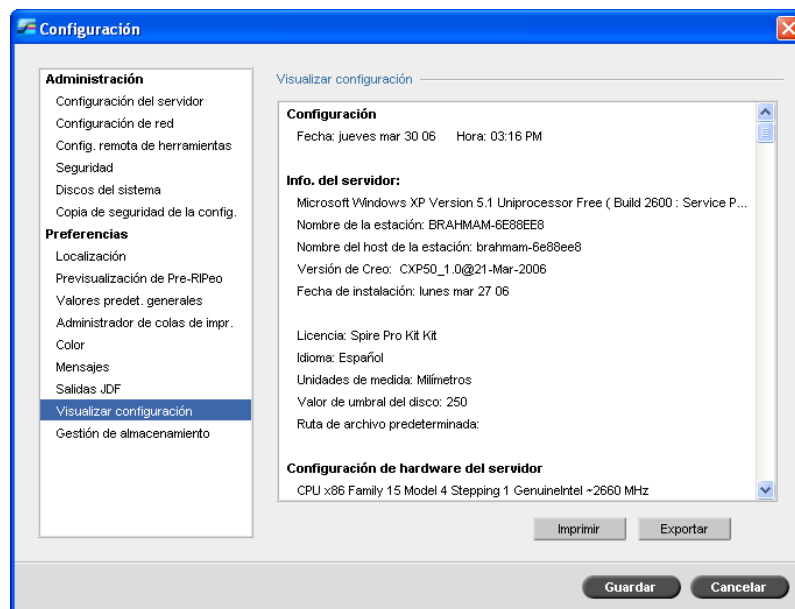 Configuración
Administración
Configuración del servidor
Configuración de red
Config. remota de herramientas
Seguridad
Discos del sistema
Copia de seguridad de la config.
Preferencias
Localización
Previsualización de Pre-RIPeo
Valores predet. generales
Administrador de colas de impr.
Color
Mensajes
Salidas JDF
Visualizar configuración
Gestión de almacenamiento
Visualizar configuración
Configuración
Fecha: jueves mar 30 06 Hora: 03:16 PM
Info. del servidor:
Microsoft Windows XP Version 5.1 Uniprocessor Free ( Build 2600 : Service P...
Nombre de la estación: BRAHMAM-6E88EE8
Nombre del host de la estación: brahmam-6e88ee8
Versión de Creo: CXP50_1.0@21-Mar-2006
Fecha de instalación: lunes mar 27 06
Licencia: Spire Pro Kit Kit
Idioma: Español
Unidades de medida: Milímetros
Valor de umbral del disco: 250
Ruta de archivo predeterminada:
Configuración de hardware del servidor
CPU x86 Family 15 Model 4 Stepping 1 GenuineIntel ~2660 MHz
Imprimir Exportar
Guardar Cancelar